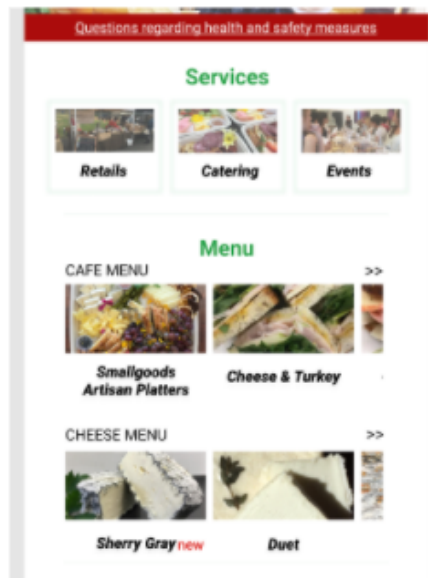 Questions regarding health and safety measures
Services
Retails
Catering
Events
Menu
CAFE MENU
>>
Smallgoods
Artisan Platters
Cheese & Turkey
CHEESE MENU
>>
Sherry Gray new
Duet